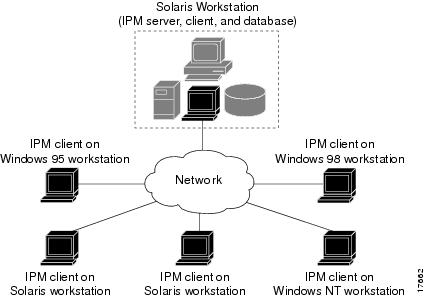 Solaris Workstation
(IPM server, client, and database)
IPM client on
Windows 95 workstation
IPM client on
Windows 98 workstation
Network
IPM client on
Solaris workstation
IPM client on
Solaris workstation
IPM client on
Windows NT workstation
17662